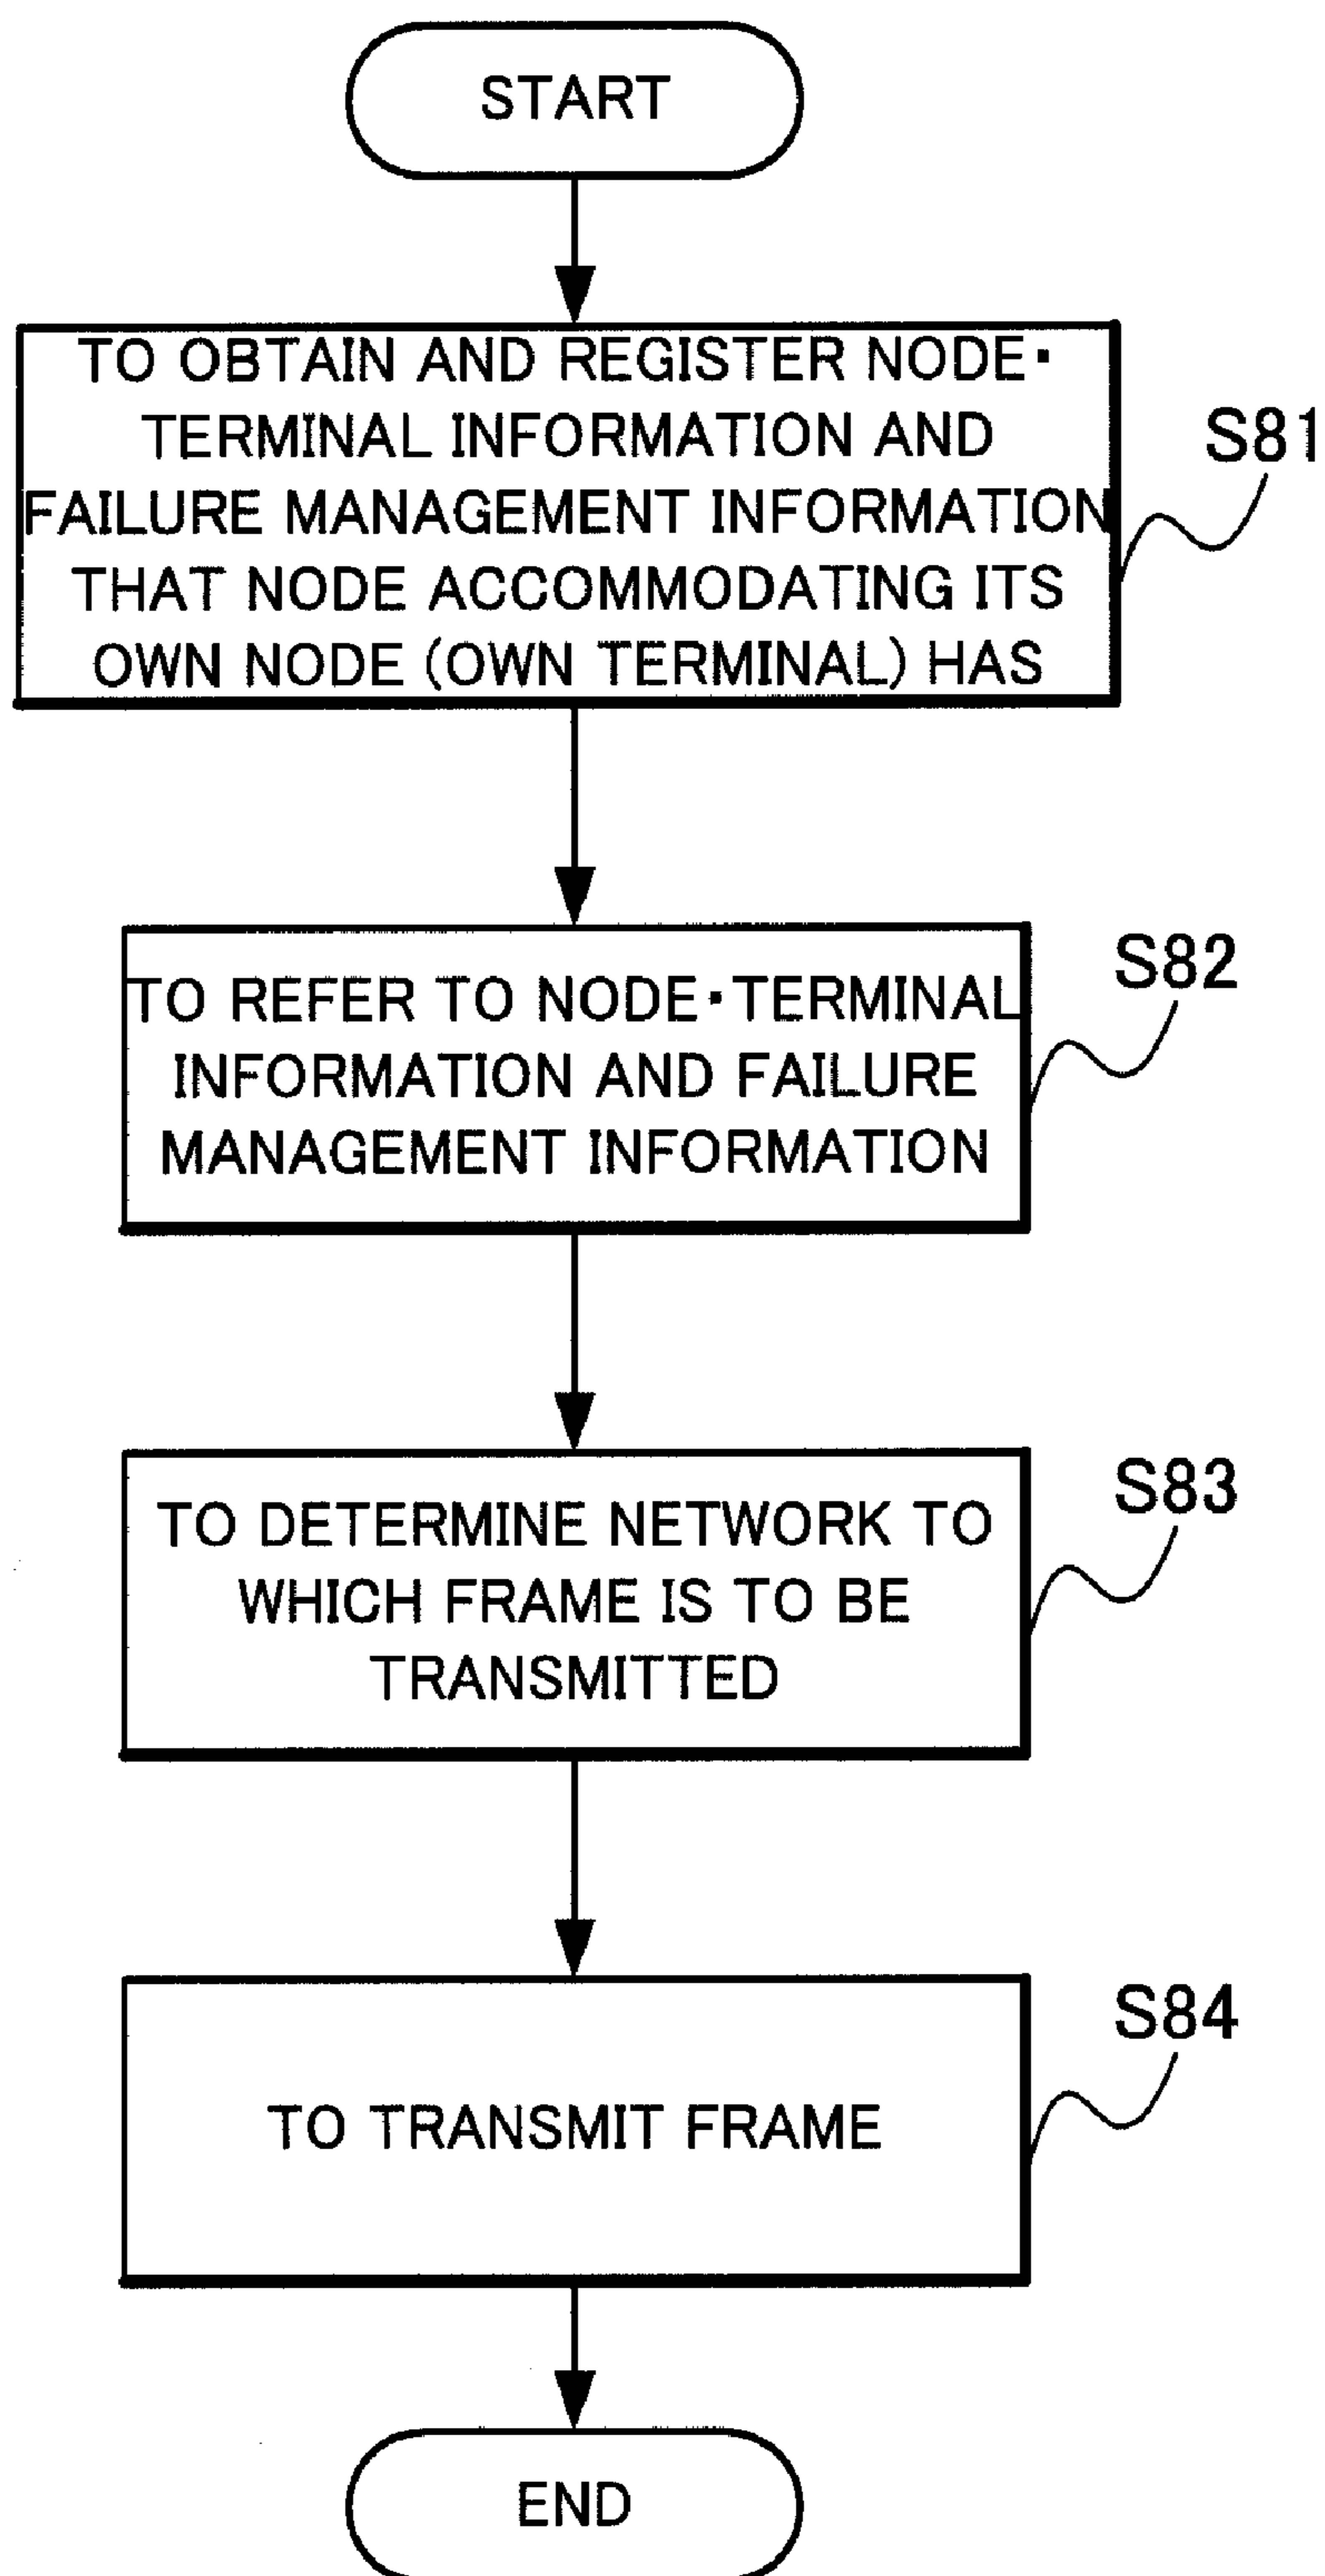 START
TO OBTAIN AND REGISTER NODE･
TERMINAL INFORMATION AND
FAILURE MANAGEMENT INFORMATION
THAT NODE ACCOMMODATING ITS
OWN NODE (OWN TERMINAL) HAS
S81
TO REFER TO NODE･TERMINAL
INFORMATION AND FAILURE
MANAGEMENT INFORMATION
S82
TO DETERMINE NETWORK TO
WHICH FRAME IS TO BE
TRANSMITTED
S83
TO TRANSMIT FRAME
S84
END